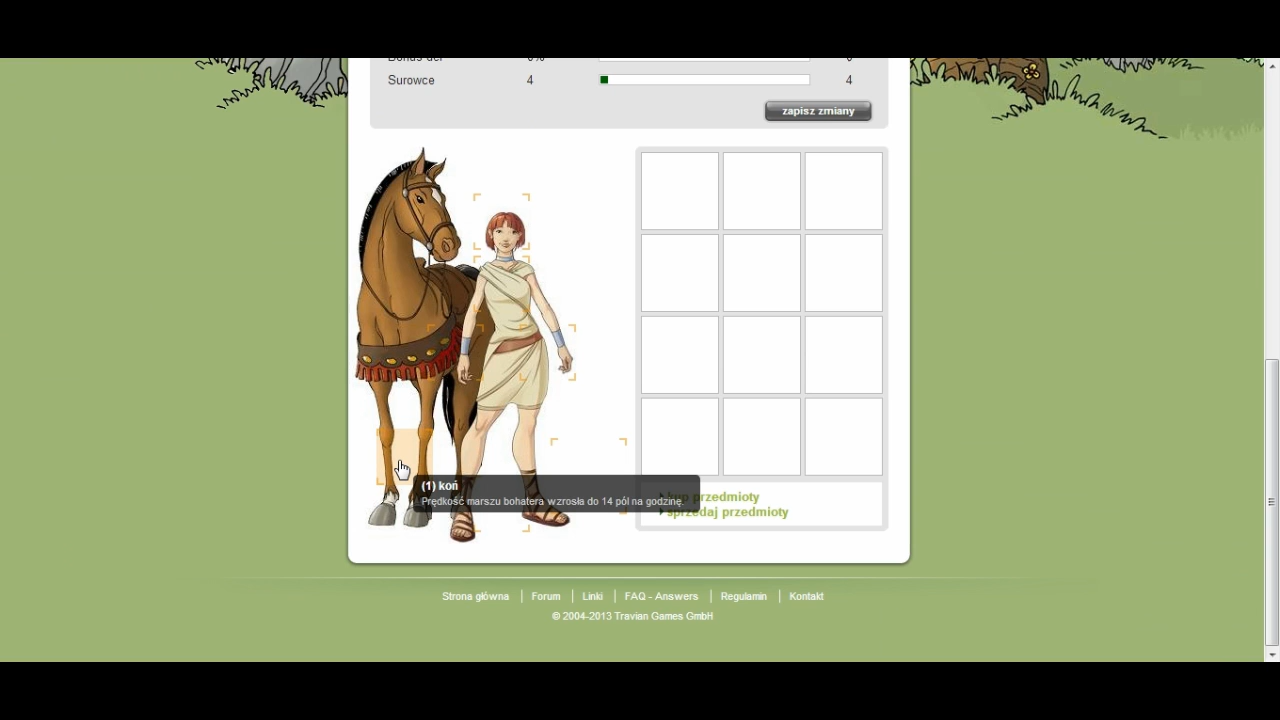 Surowce 4 4
zapisz zmiany
(1) koń
Prędkość marszu bohatera wzrosła do 14 pól na godzinę.
kup przedmioty
sprzedaj przedmioty
Strona główna Forum Linki FAQ - Answers Regulamin Kontakt
© 2004-2013 Travian Games GmbH